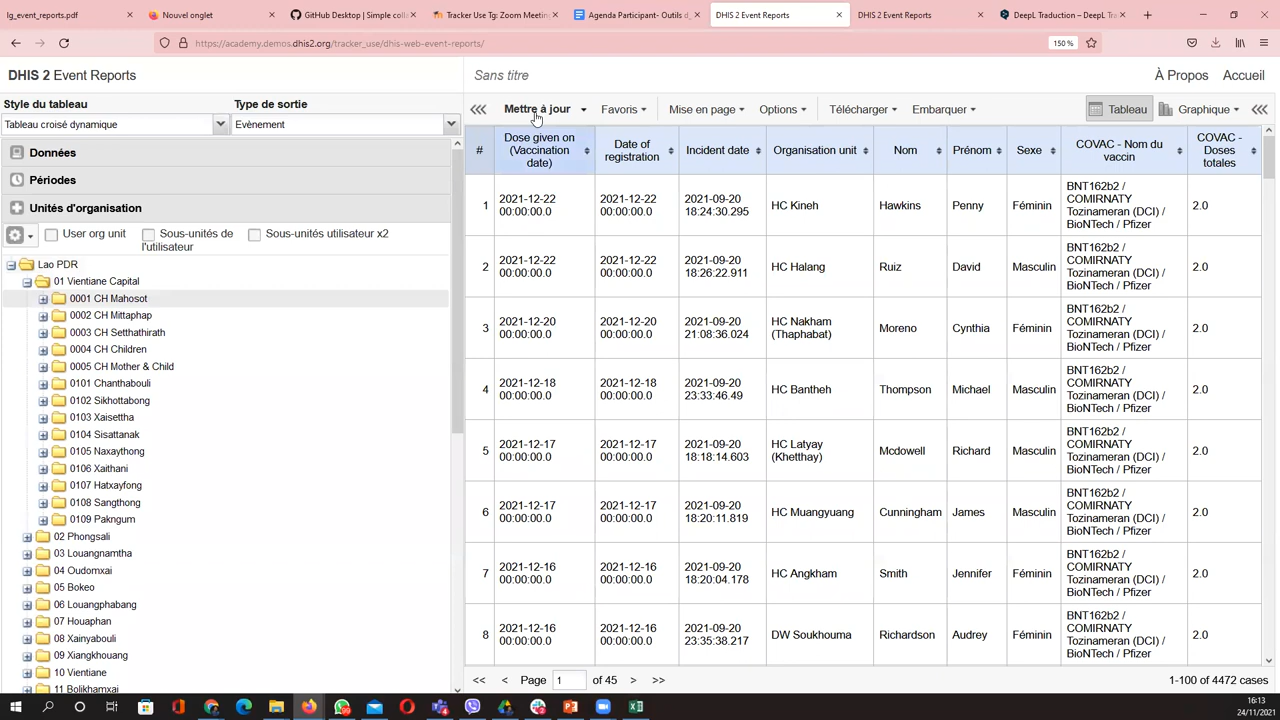 lg_event_reports.pdf
Nouvel onglet
GitHub Desktop | Simple coll
Tracker Use Tg: Zoom Meetin
Agenda Participant- Outils d
DHIS 2 Event Reports
DHIS 2 Event Reports
DeepL Traduction – DeepL Tra
https://academy.demos.dhis2.org/tracker_use/dhis-web-event-reports/
150 %
DHIS 2 Event Reports
Sans titre
À Propos
Accueil
Style du tableau
Type de sortie
Tableau croisé dynamique
Evènement
Mettre à jour
Favoris
Mise en page
Options
Télécharger
Embarquer
Tableau
Graphique
Données
Périodes
Unités d'organisation
User org unit
Sous-unités de
l'utilisateur
Sous-unités utilisateur x2
Lao PDR
01 Vientiane Capital
0001 CH Mahosot
0002 CH Mittaphap
0003 CH Setthathirath
0004 CH Children
0005 CH Mother & Child
0101 Chanthabouli
0102 Sikhottabong
0103 Xaisettha
0104 Sisattanak
0105 Naxaythong
0106 Xaithani
0107 Hatxayfong
0108 Sangthong
0109 Pakngum
02 Phongsali
03 Louangnamtha
04 Oudomxai
05 Bokeo
06 Louangphabang
07 Houaphan
08 Xainyabouli
09 Xiangkhouang
10 Vientiane
11 Bolikhamxai
#
Dose given on
(Vaccination
date)
Date of
registration
Incident date
Organisation unit
Nom
Prénom
Sexe
COVAC - Nom du
vaccin
COVAC -
Doses
totales
1
2021-12-22
00:00:00.0
2021-12-22
00:00:00.0
2021-09-20
18:24:30.295
HC Kineh
Hawkins
Penny
Féminin
BNT162b2 /
COMIRNATY
Tozinameran (DCI) /
BioNTech / Pfizer
2.0
2
2021-12-22
00:00:00.0
2021-12-22
00:00:00.0
2021-09-20
18:26:22.911
HC Halang
Ruiz
David
Masculin
BNT162b2 /
COMIRNATY
Tozinameran (DCI) /
BioNTech / Pfizer
2.0
3
2021-12-20
00:00:00.0
2021-12-20
00:00:00.0
2021-09-20
21:08:36.024
HC Nakham
(Thaphabat)
Moreno
Cynthia
Féminin
BNT162b2 /
COMIRNATY
Tozinameran (DCI) /
BioNTech / Pfizer
2.0
4
2021-12-18
00:00:00.0
2021-12-18
00:00:00.0
2021-09-20
23:33:46.49
HC Bantheh
Thompson
Michael
Masculin
BNT162b2 /
COMIRNATY
Tozinameran (DCI) /
BioNTech / Pfizer
2.0
5
2021-12-17
00:00:00.0
2021-12-17
00:00:00.0
2021-09-20
18:18:14.603
HC Latyay
(Khetthay)
Mcdowell
Richard
Masculin
BNT162b2 /
COMIRNATY
Tozinameran (DCI) /
BioNTech / Pfizer
2.0
6
2021-12-17
00:00:00.0
2021-12-17
00:00:00.0
2021-09-20
18:20:11.819
HC Muangyuang
Cunningham
James
Masculin
BNT162b2 /
COMIRNATY
Tozinameran (DCI) /
BioNTech / Pfizer
2.0
7
2021-12-16
00:00:00.0
2021-12-16
00:00:00.0
2021-09-20
18:20:04.178
HC Angkham
Smith
Jennifer
Féminin
BNT162b2 /
COMIRNATY
Tozinameran (DCI) /
BioNTech / Pfizer
2.0
8
2021-12-16
00:00:00.0
2021-12-16
00:00:00.0
2021-09-20
23:35:38.217
DW Soukhouma
Richardson
Audrey
Féminin
BNT162b2 /
COMIRNATY
Tozinameran (DCI) /
BioNTech / Pfizer
2.0
<< < Page 1 of 45 > >>
1-100 of 4472 cases
16:13
24/11/2021